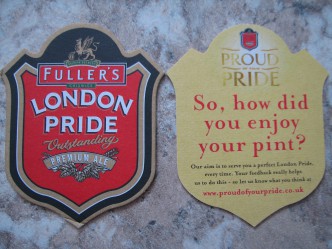 FULLER'S
LONDON
PRIDE
Outstanding
PREMIUM ALE
PROUD
PRIDE
So, how did
you enjoy
your pint?
Our aim is to serve you a perfect London Pride,
every time. Your feedback really helps
us to do this – so let us know what you think at
www.proudofyourpride.co.uk